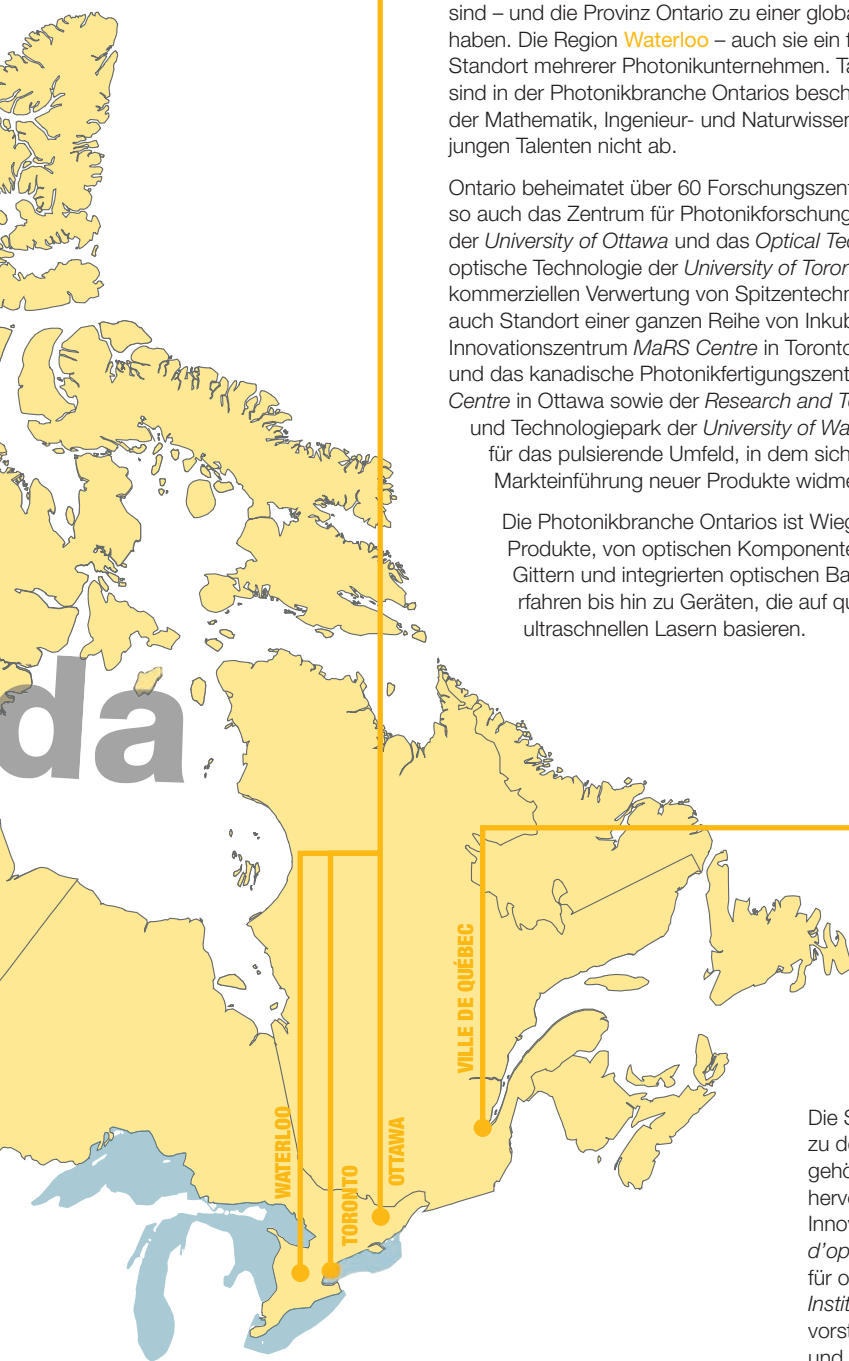 sind – und die Provinz Ontario zu einer globa
haben. Die Region Waterloo – auch sie ein f
Standort mehrerer Photonikunternehmen. Ta
sind in der Photonikbranche Ontarios besch
der Mathematik, Ingenieur- und Naturwissen
jungen Talenten nicht ab.
Ontario beheimatet über 60 Forschungszent
so auch das Zentrum für Photonikforschung
der University of Ottawa und das Optical Tec
optische Technologie der University of Toron
kommerziellen Verwertung von Spitzentechn
auch Standort einer ganzen Reihe von Inkub
Innovationszentrum MaRS Centre in Toronto
und das kanadische Photonikfertigungszent
Centre in Ottawa sowie der Research and Te
und Technologiepark der University of Wa
für das pulsierende Umfeld, in dem sich
Markteinführung neuer Produkte widme
Die Photonikbranche Ontarios ist Wieg
Produkte, von optischen Komponente
Gittern und integrierten optischen Ba
rfahren bis hin zu Geräten, die auf qu
ultraschnellen Lasern basieren.
da
VILLE DE QUÉBEC
WATERLOO
TORONTO
OTTAWA
Die S
zu de
gehö
herv
Innov
d'op
für o
Instit
vorst
und